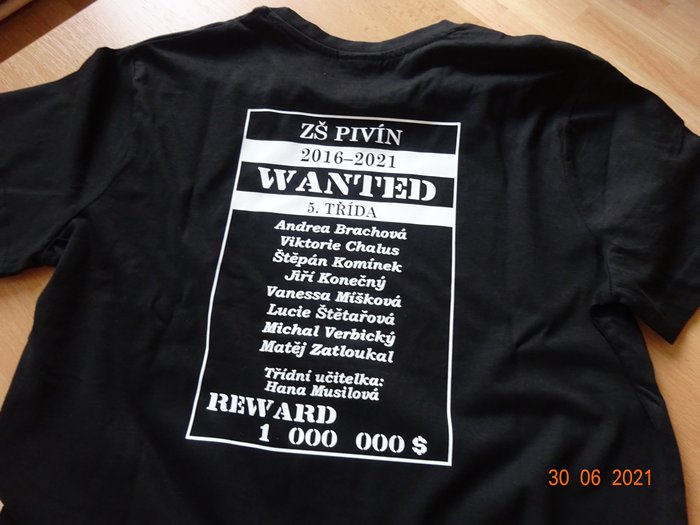 ZŠ PIVÍN
2016–2021
WANTED
5. TŘÍDA
Andrea Brachová
Viktorie Chalus
Štěpán Komínek
Jiří Konečný
Vanessa Míšková
Lucie Štětařová
Michal Verbický
Matěj Zatloukal
Třídní učitelka:
Hana Musilová
REWARD
1 000 000 $
30 06 2021